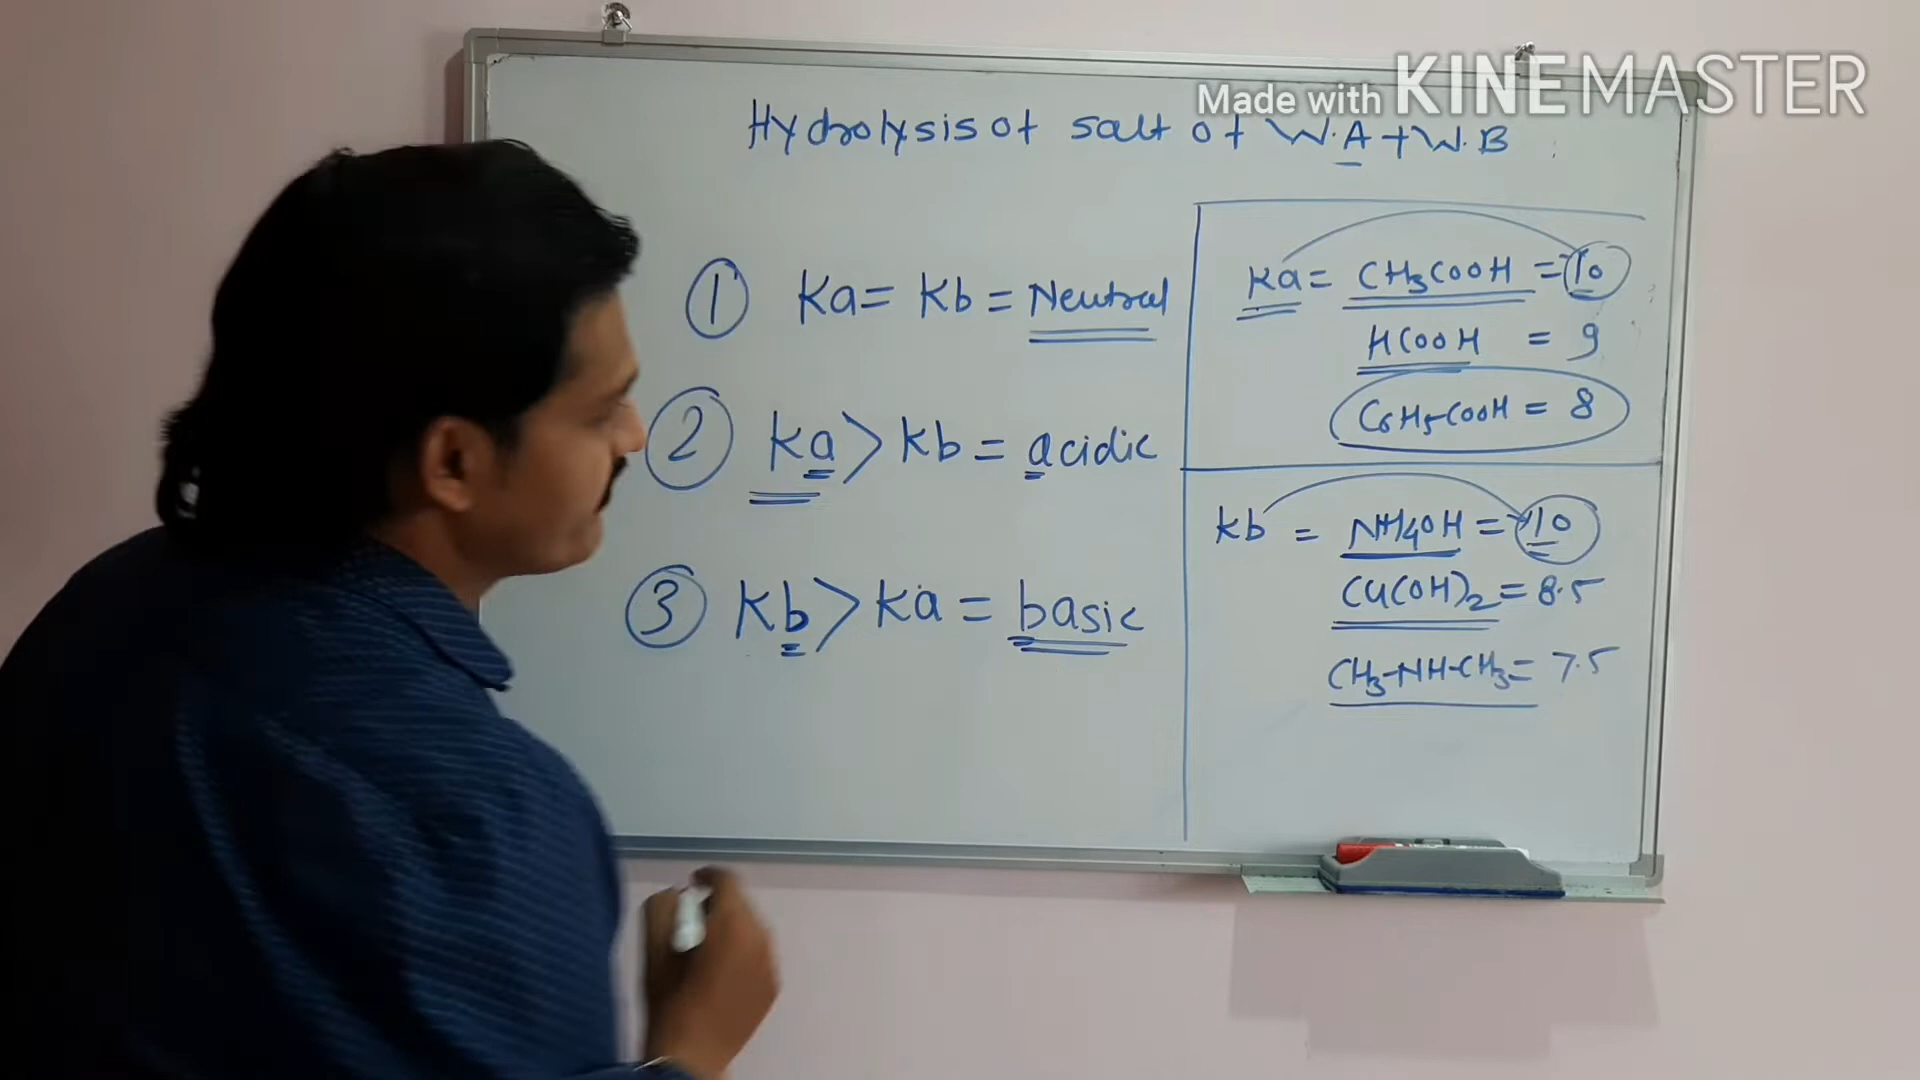 Made with KINEMASTER
Hydrolysis of salt of W.A+W.B
① Ka = Kb = Neutral
② Ka > Kb = acidic
③ Kb > Ka = basic
Ka = CH3COOH = 10
HCOOH = 9
C6H5-COOH = 8
Kb = NH4OH = 10
Cu(OH)2 = 8.5
CH3-NH-CH3 = 7.5